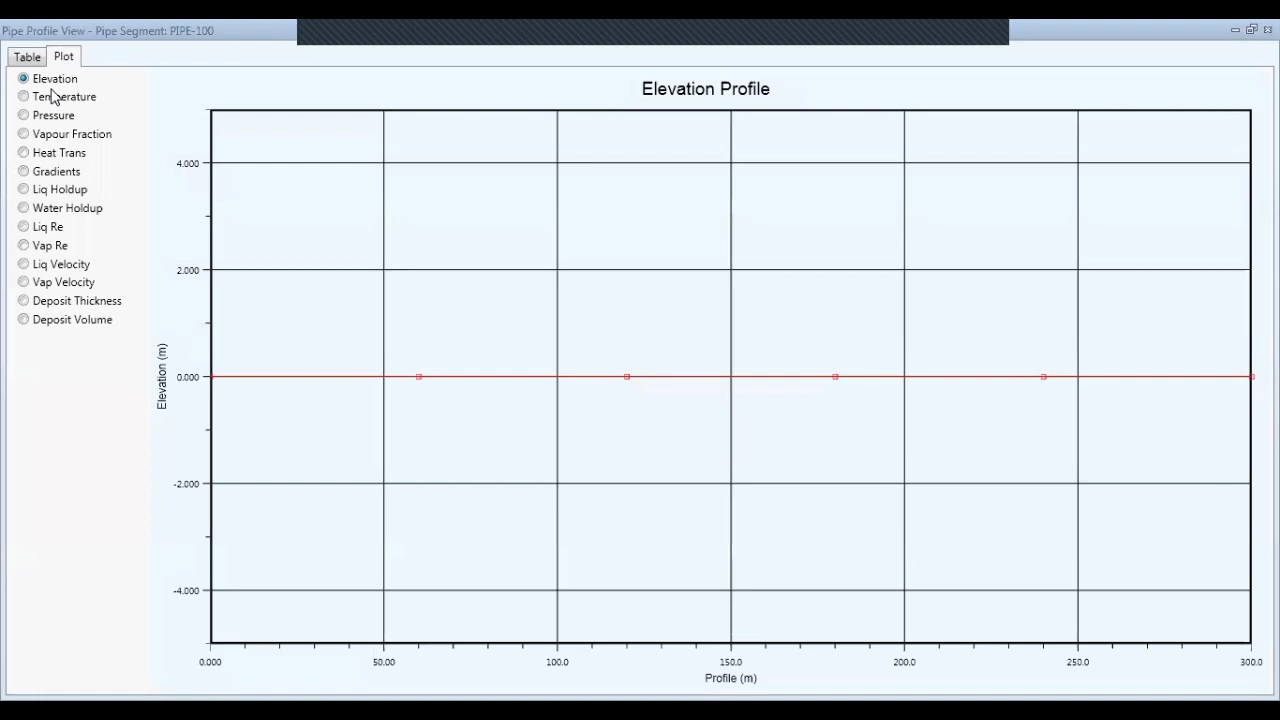 Pipe Profile View - Pipe Segment: PIPE-100
Table Plot
Elevation
Temperature
Pressure
Vapour Fraction
Heat Trans
Gradients
Liq Holdup
Water Holdup
Liq Re
Vap Re
Liq Velocity
Vap Velocity
Deposit Thickness
Deposit Volume
Elevation Profile
4.000
2.000
0.000
-2.000
-4.000
Elevation (m)
0.000 50.00 100.0 150.0 200.0 250.0 300.0
Profile (m)